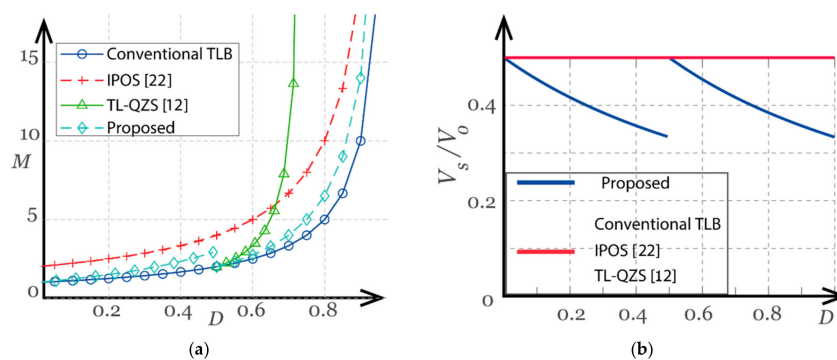 15
10
M
5
0
0.2
0.4
D
0.6
0.8
Conventional TLB
IPOS [22]
TL-QZS [12]
Proposed
(a)
V_s/V_o
0.4
0.2
0
0.2
0.4
0.6
0.8
D
Proposed
Conventional TLB
IPOS [22]
TL-QZS [12]
(b)